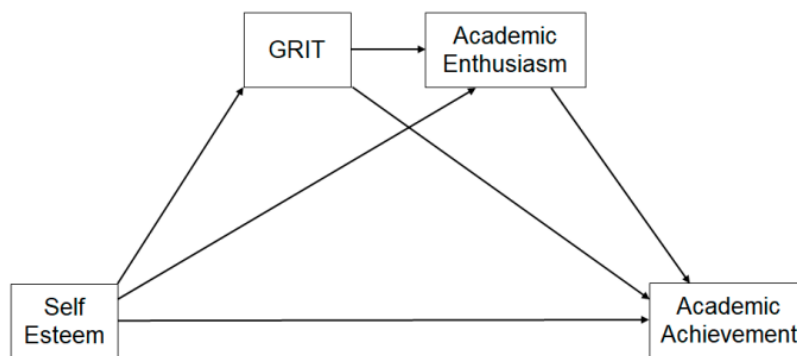 GRIT
Academic
Enthusiasm
Self
Esteem
Academic
Achievement